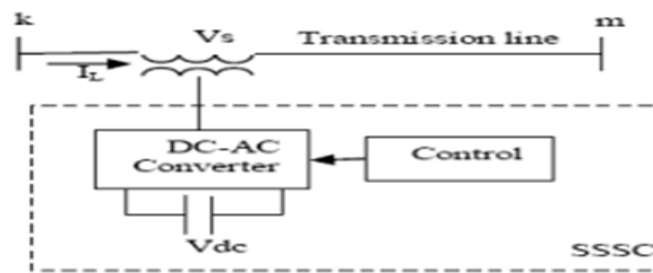 k
m
Vs
Transmission line
IL
DC-AC
Converter
Control
Vdc
SSSC